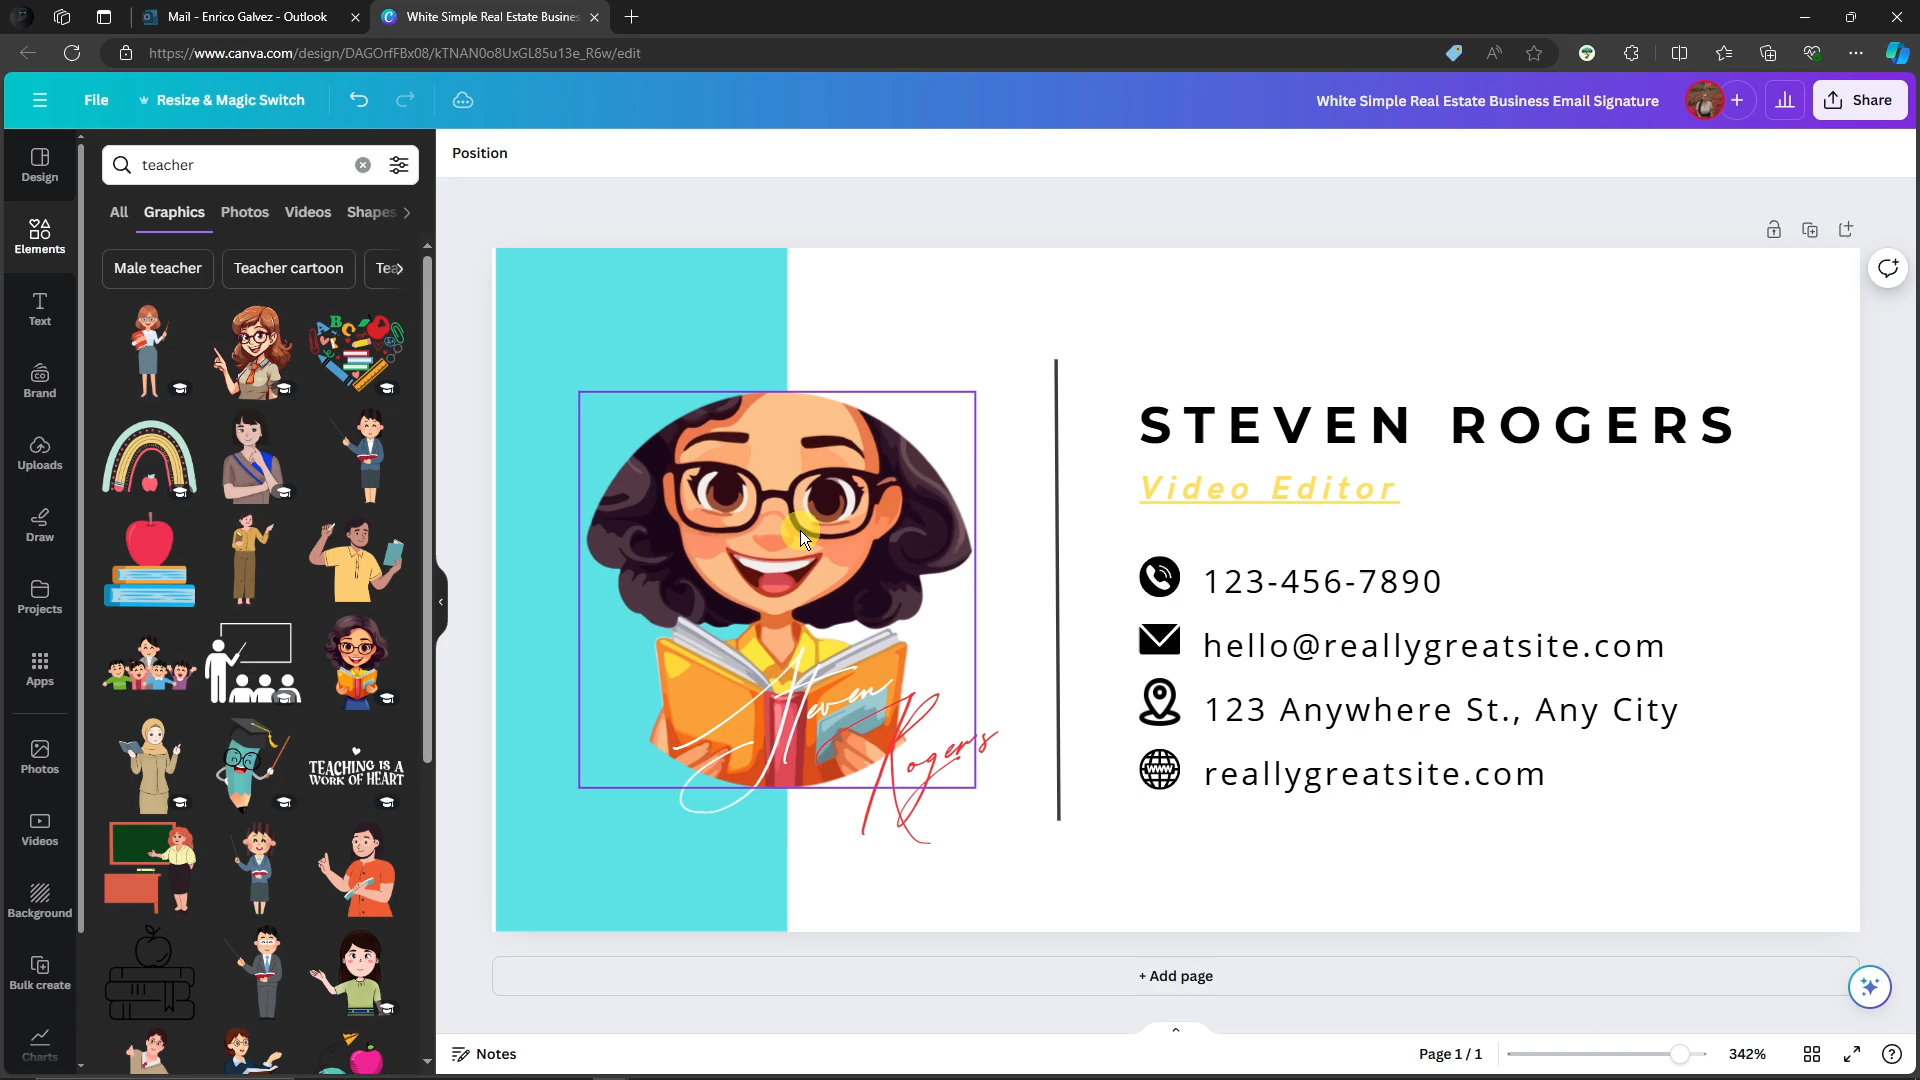 Mail - Enrico Galvez - Outlook
White Simple Real Estate Busines
https://www.canva.com/design/DAGOrfFBx08/kTNAN0o8UxGL85u13e_R6w/edit
File
Resize & Magic Switch
White Simple Real Estate Business Email Signature
Share
Design
Elements
Text
Brand
Uploads
Draw
Projects
Apps
Photos
Videos
Background
Bulk create
Charts
teacher
All Graphics Photos Videos Shapes
Male teacher
Teacher cartoon
Tea
TEACHING IS A
WORK OF HEART
Position
Steven
Rogers
STEVEN ROGERS
Video Editor
123-456-7890
hello@reallygreatsite.com
123 Anywhere St., Any City
reallygreatsite.com
+ Add page
Notes
Page 1 / 1
342%